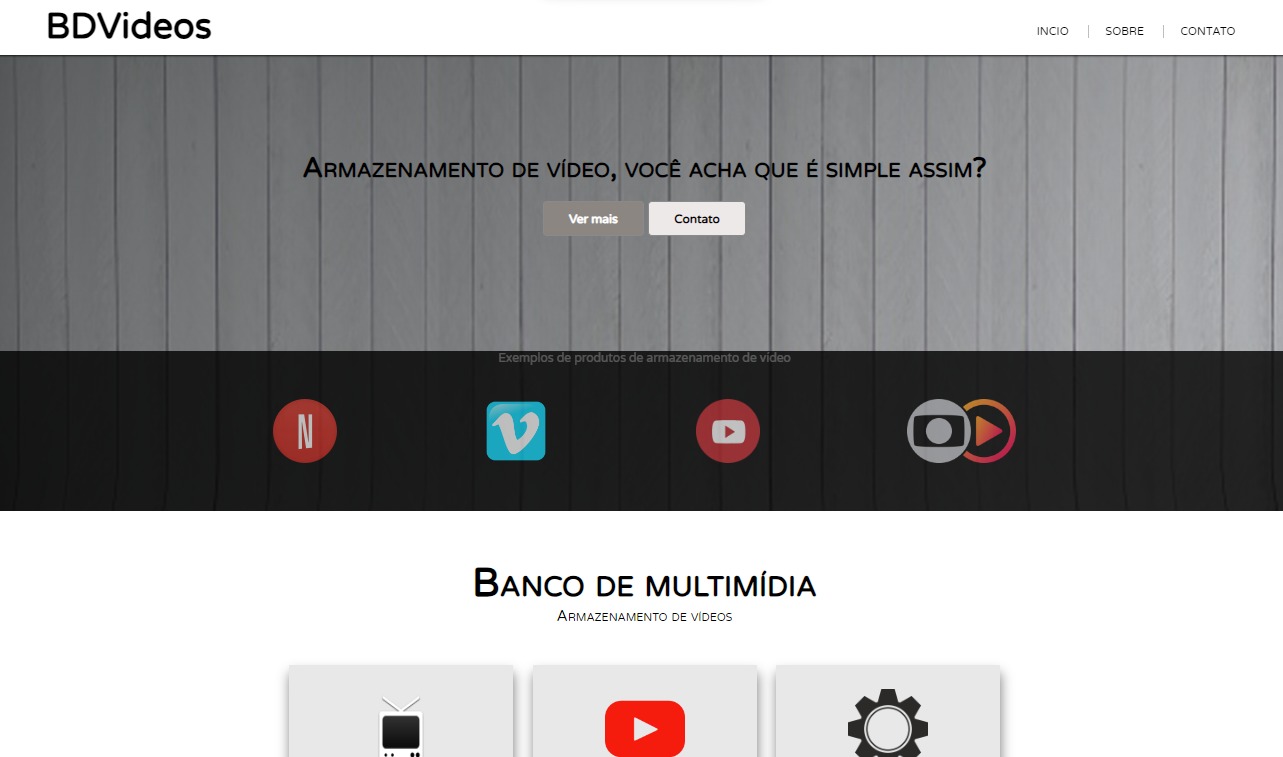 BDVideos
INCIO
SOBRE
CONTATO
Armazenamento de vídeo, você acha que é simple assim?
Ver mais
Contato
Exemplos de produtos de armazenamento de vídeo
N
Banco de multimídia
Armazenamento de vídeos